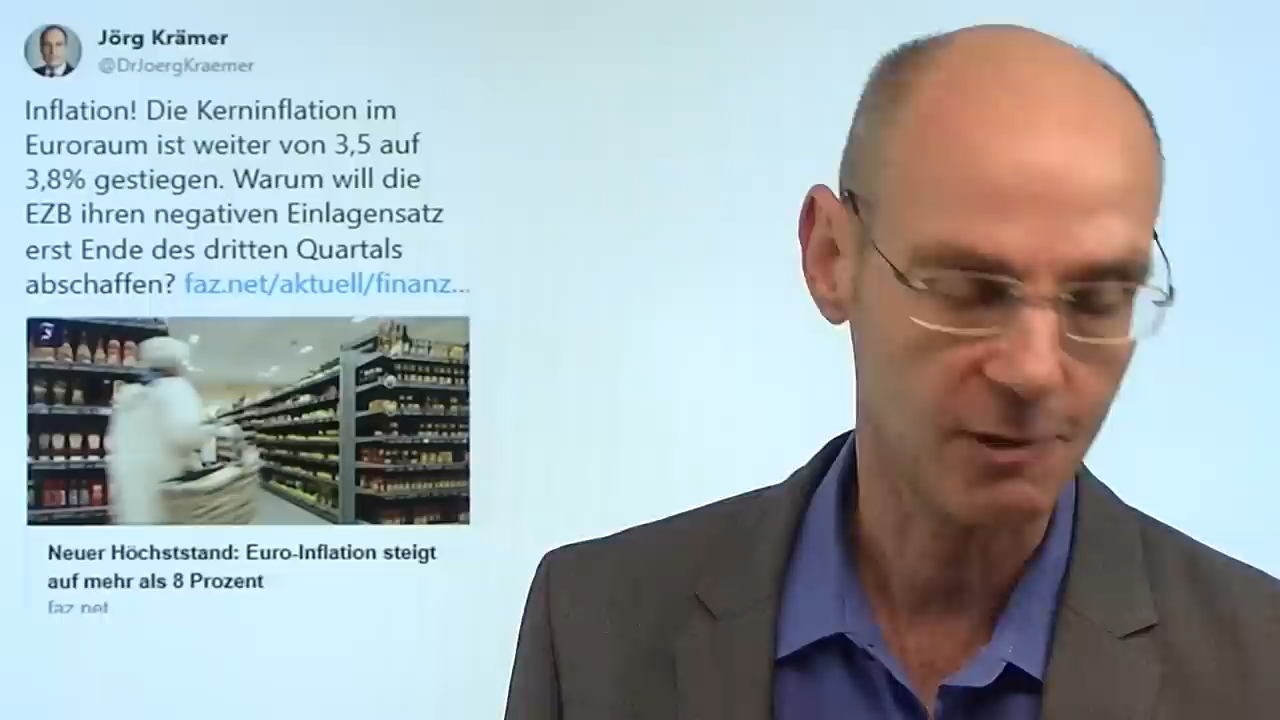 Jörg Krämer
@DrJoergKraemer
Inflation! Die Kerninflation im
Euroraum ist weiter von 3,5 auf
3,8% gestiegen. Warum will die
EZB ihren negativen Einlagensatz
erst Ende des dritten Quartals
abschaffen? faz.net/aktuell/finanz...
Neuer Höchststand: Euro-Inflation steigt
auf mehr als 8 Prozent
faz.net